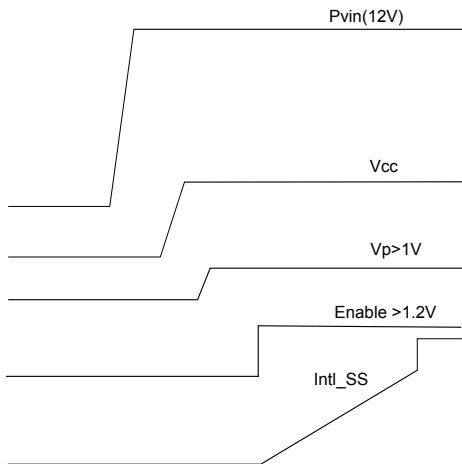 Pvin(12V)
Vcc
Vp>1V
Enable >1.2V
Intl_SS